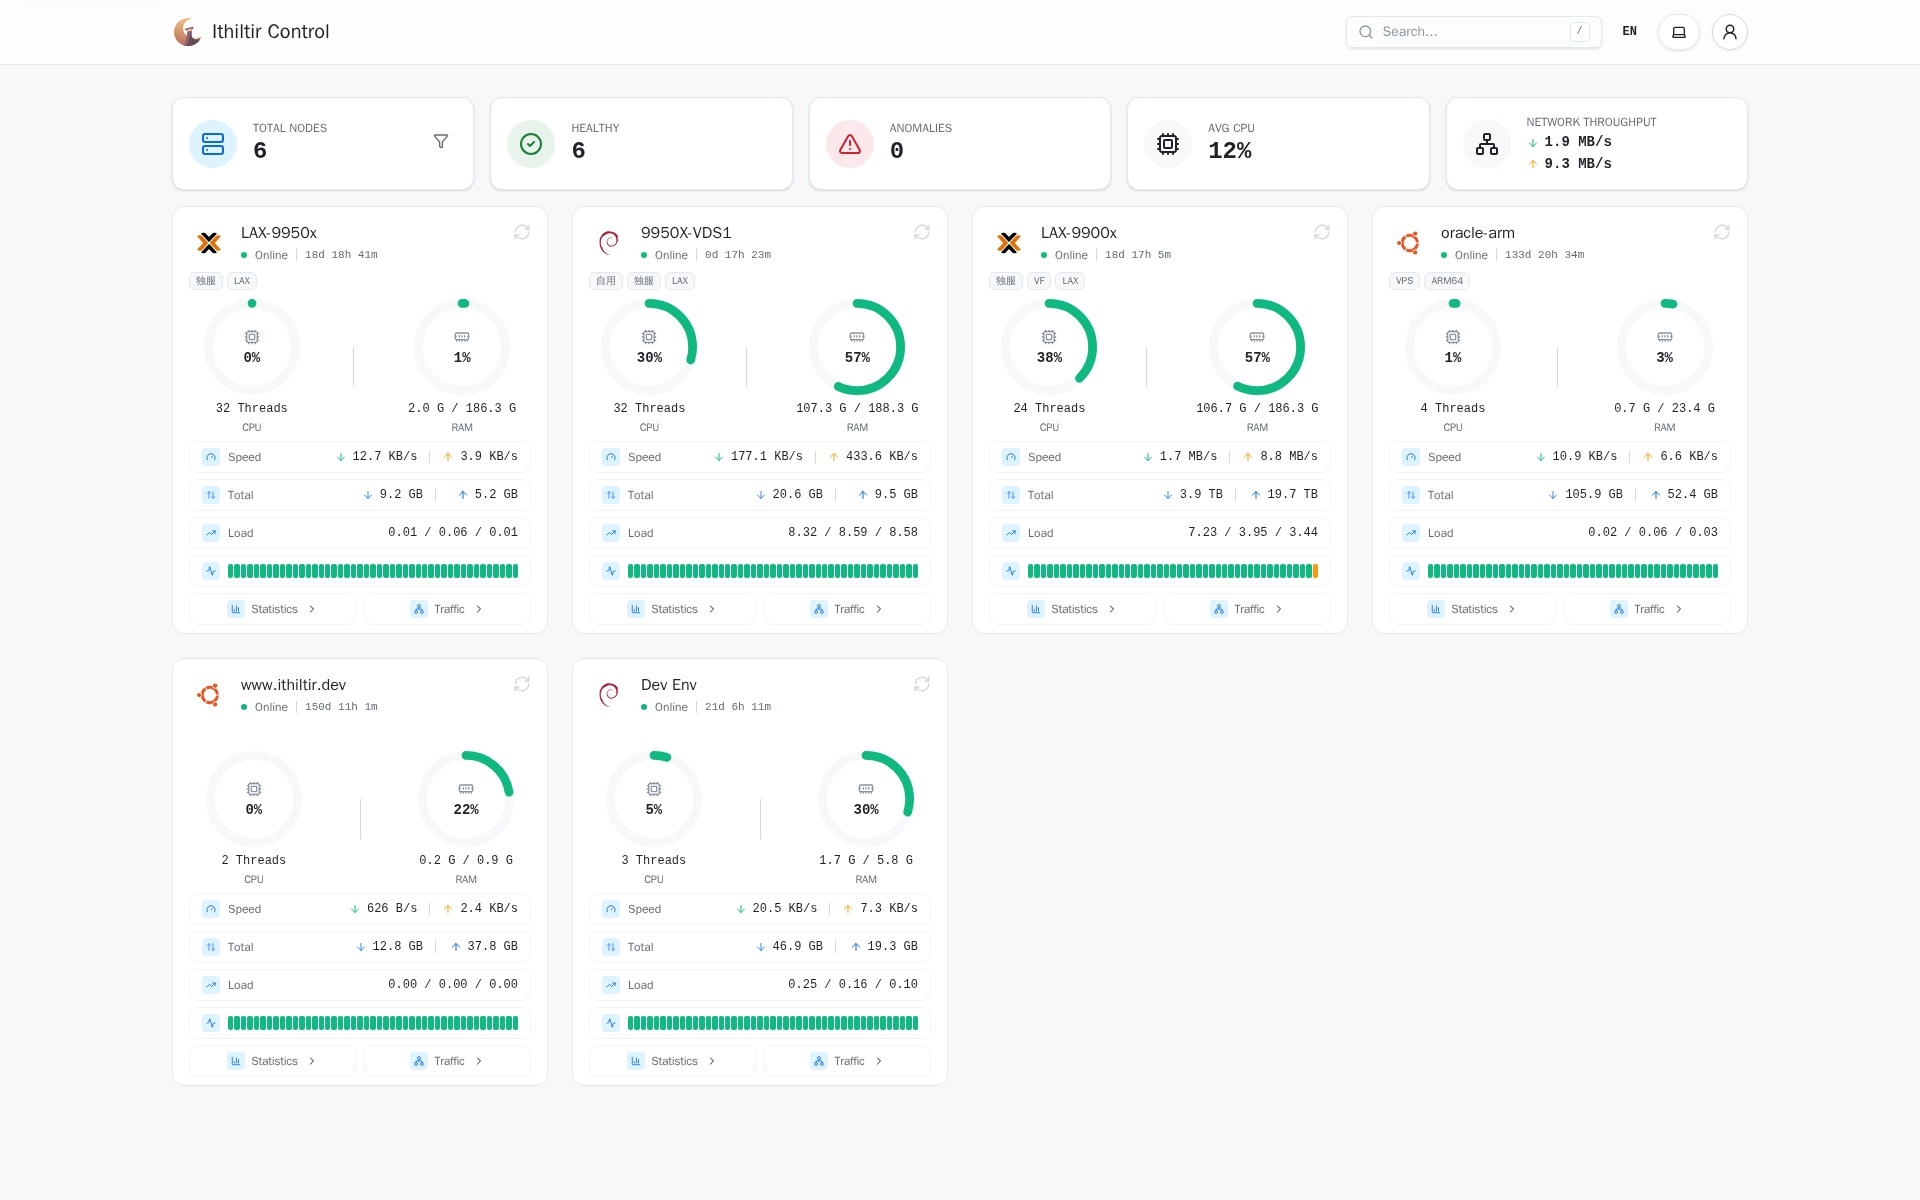 Ithiltir Control
Search...
/
EN
TOTAL NODES
6
HEALTHY
6
ANOMALIES
0
AVG CPU
12%
NETWORK THROUGHPUT
↓ 1.9 MB/s
↑ 9.3 MB/s
LAX-9950x
Online | 18d 18h 41m
独服 LAX
0%
1%
32 Threads
2.0 G / 186.3 G
CPU
RAM
Speed ↓ 12.7 KB/s | ↑ 3.9 KB/s
Total ↓ 9.2 GB | ↑ 5.2 GB
Load 0.01 / 0.06 / 0.01
Statistics
Traffic
9950X-VDS1
Online | 0d 17h 23m
自用 独服 LAX
30%
57%
32 Threads
107.3 G / 188.3 G
CPU
RAM
Speed ↓ 177.1 KB/s | ↑ 433.6 KB/s
Total ↓ 20.6 GB | ↑ 9.5 GB
Load 8.32 / 8.59 / 8.58
Statistics
Traffic
LAX-9900x
Online | 18d 17h 5m
独服 VF LAX
38%
57%
24 Threads
106.7 G / 186.3 G
CPU
RAM
Speed ↓ 1.7 MB/s | ↑ 8.8 MB/s
Total ↓ 3.9 TB | ↑ 19.7 TB
Load 7.23 / 3.95 / 3.44
Statistics
Traffic
oracle-arm
Online | 133d 20h 34m
VPS ARM64
1%
3%
4 Threads
0.7 G / 23.4 G
CPU
RAM
Speed ↓ 10.9 KB/s | ↑ 6.6 KB/s
Total ↓ 105.9 GB | ↑ 52.4 GB
Load 0.02 / 0.06 / 0.03
Statistics
Traffic
www.ithiltir.dev
Online | 150d 11h 1m
0%
22%
2 Threads
0.2 G / 0.9 G
CPU
RAM
Speed ↓ 626 B/s | ↑ 2.4 KB/s
Total ↓ 12.8 GB | ↑ 37.8 GB
Load 0.00 / 0.00 / 0.00
Statistics
Traffic
Dev Env
Online | 21d 6h 11m
5%
30%
3 Threads
1.7 G / 5.8 G
CPU
RAM
Speed ↓ 20.5 KB/s | ↑ 7.3 KB/s
Total ↓ 46.9 GB | ↑ 19.3 GB
Load 0.25 / 0.16 / 0.10
Statistics
Traffic